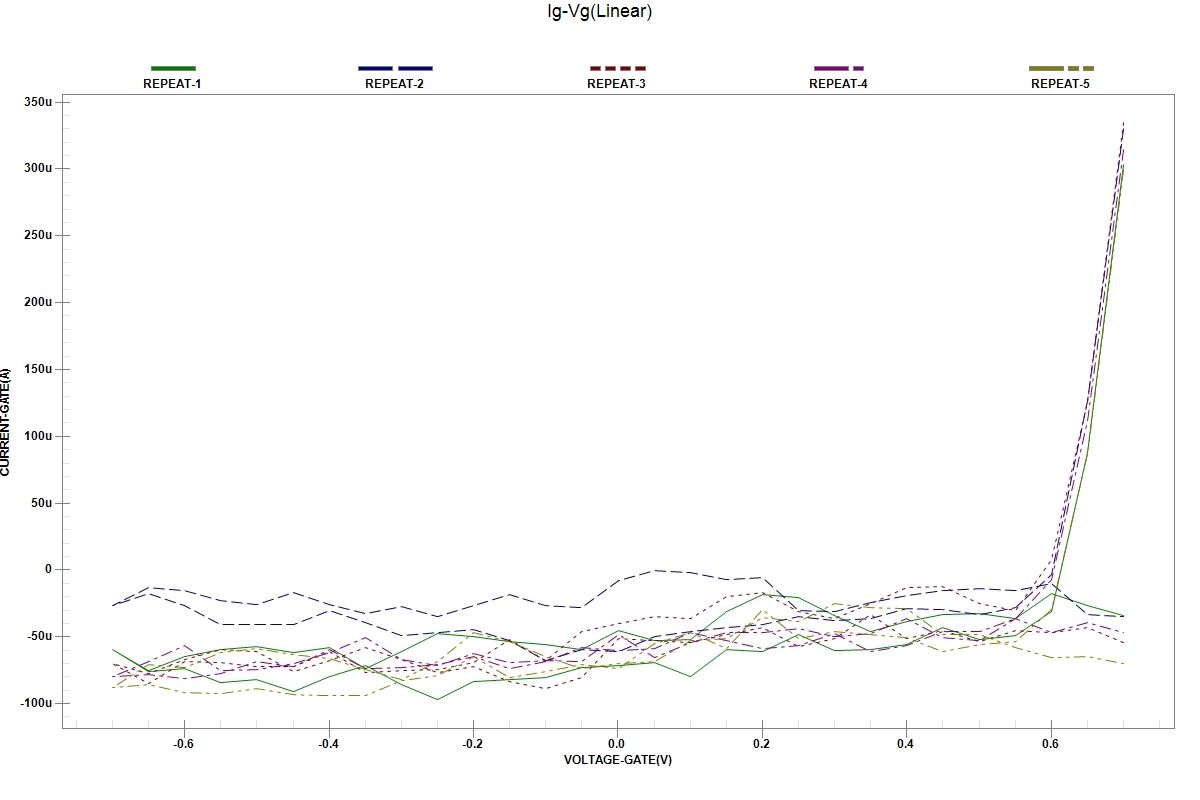 Ig-Vg(Linear)
REPEAT-1 REPEAT-2 REPEAT-3 REPEAT-4 REPEAT-5
350u
300u
250u
200u
150u
100u
50u
0
-50u
-100u
CURRENT-GATE(A)
-0.6 -0.4 -0.2 0.0 0.2 0.4 0.6
VOLTAGE-GATE(V)